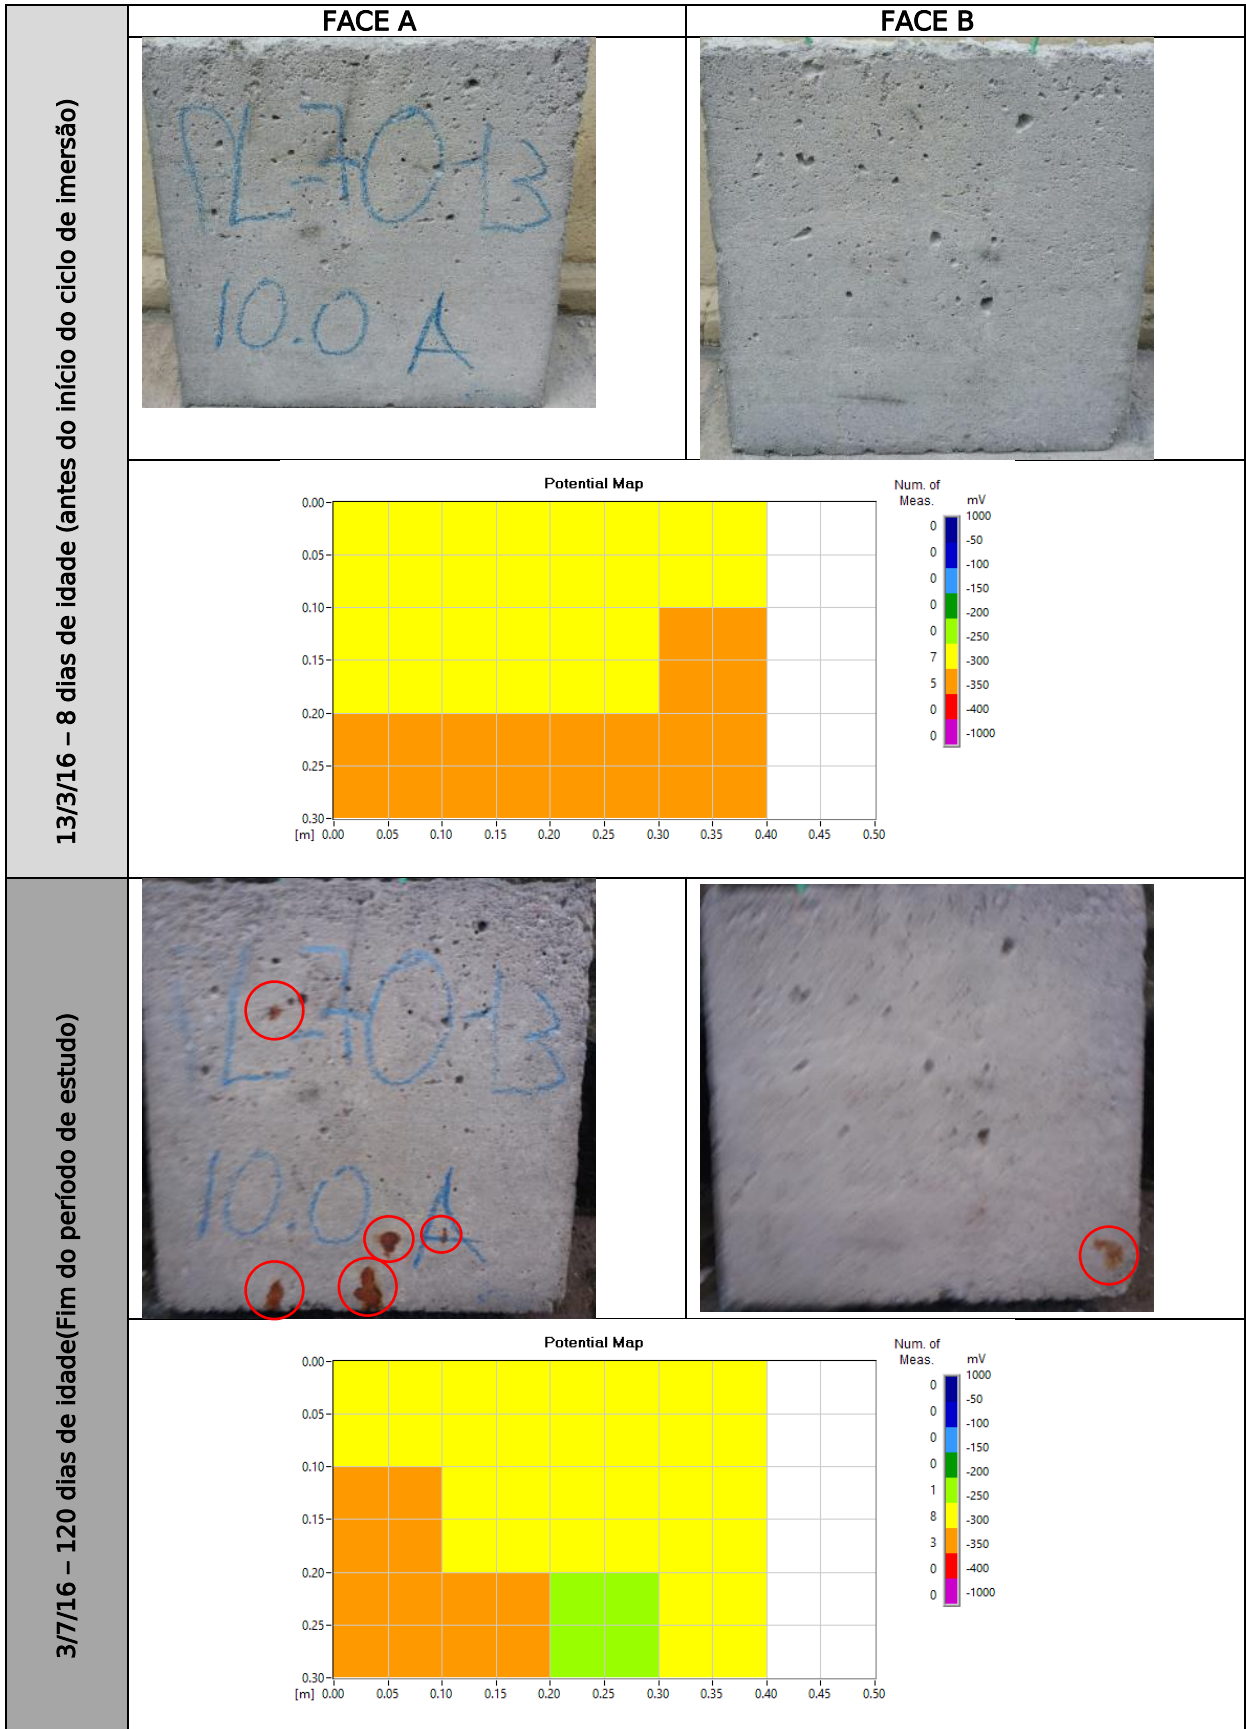 FACE A
FACE B
13/3/16 – 8 dias de idade (antes do início do ciclo de imersão)
PL-70-B
10.0 A
Potential Map
Num. of
Meas.
mV
0.00
0.05
0.10
0.15
0.20
0.25
0.30
[m] 0.00 0.05 0.10 0.15 0.20 0.25 0.30 0.35 0.40 0.45 0.50
1000
0
-50
0
-100
0
-150
0
-200
0
-250
7
-300
5
-350
0
-400
0
-1000
3/7/16 – 120 dias de idade(Fim do período de estudo)
PL-70-B
10.0 A
Potential Map
Num. of
Meas.
mV
0.00
0.05
0.10
0.15
0.20
0.25
0.30
[m] 0.00 0.05 0.10 0.15 0.20 0.25 0.30 0.35 0.40 0.45 0.50
1000
0
-50
0
-100
0
-150
0
-200
1
-250
8
-300
3
-350
0
-400
0
-1000